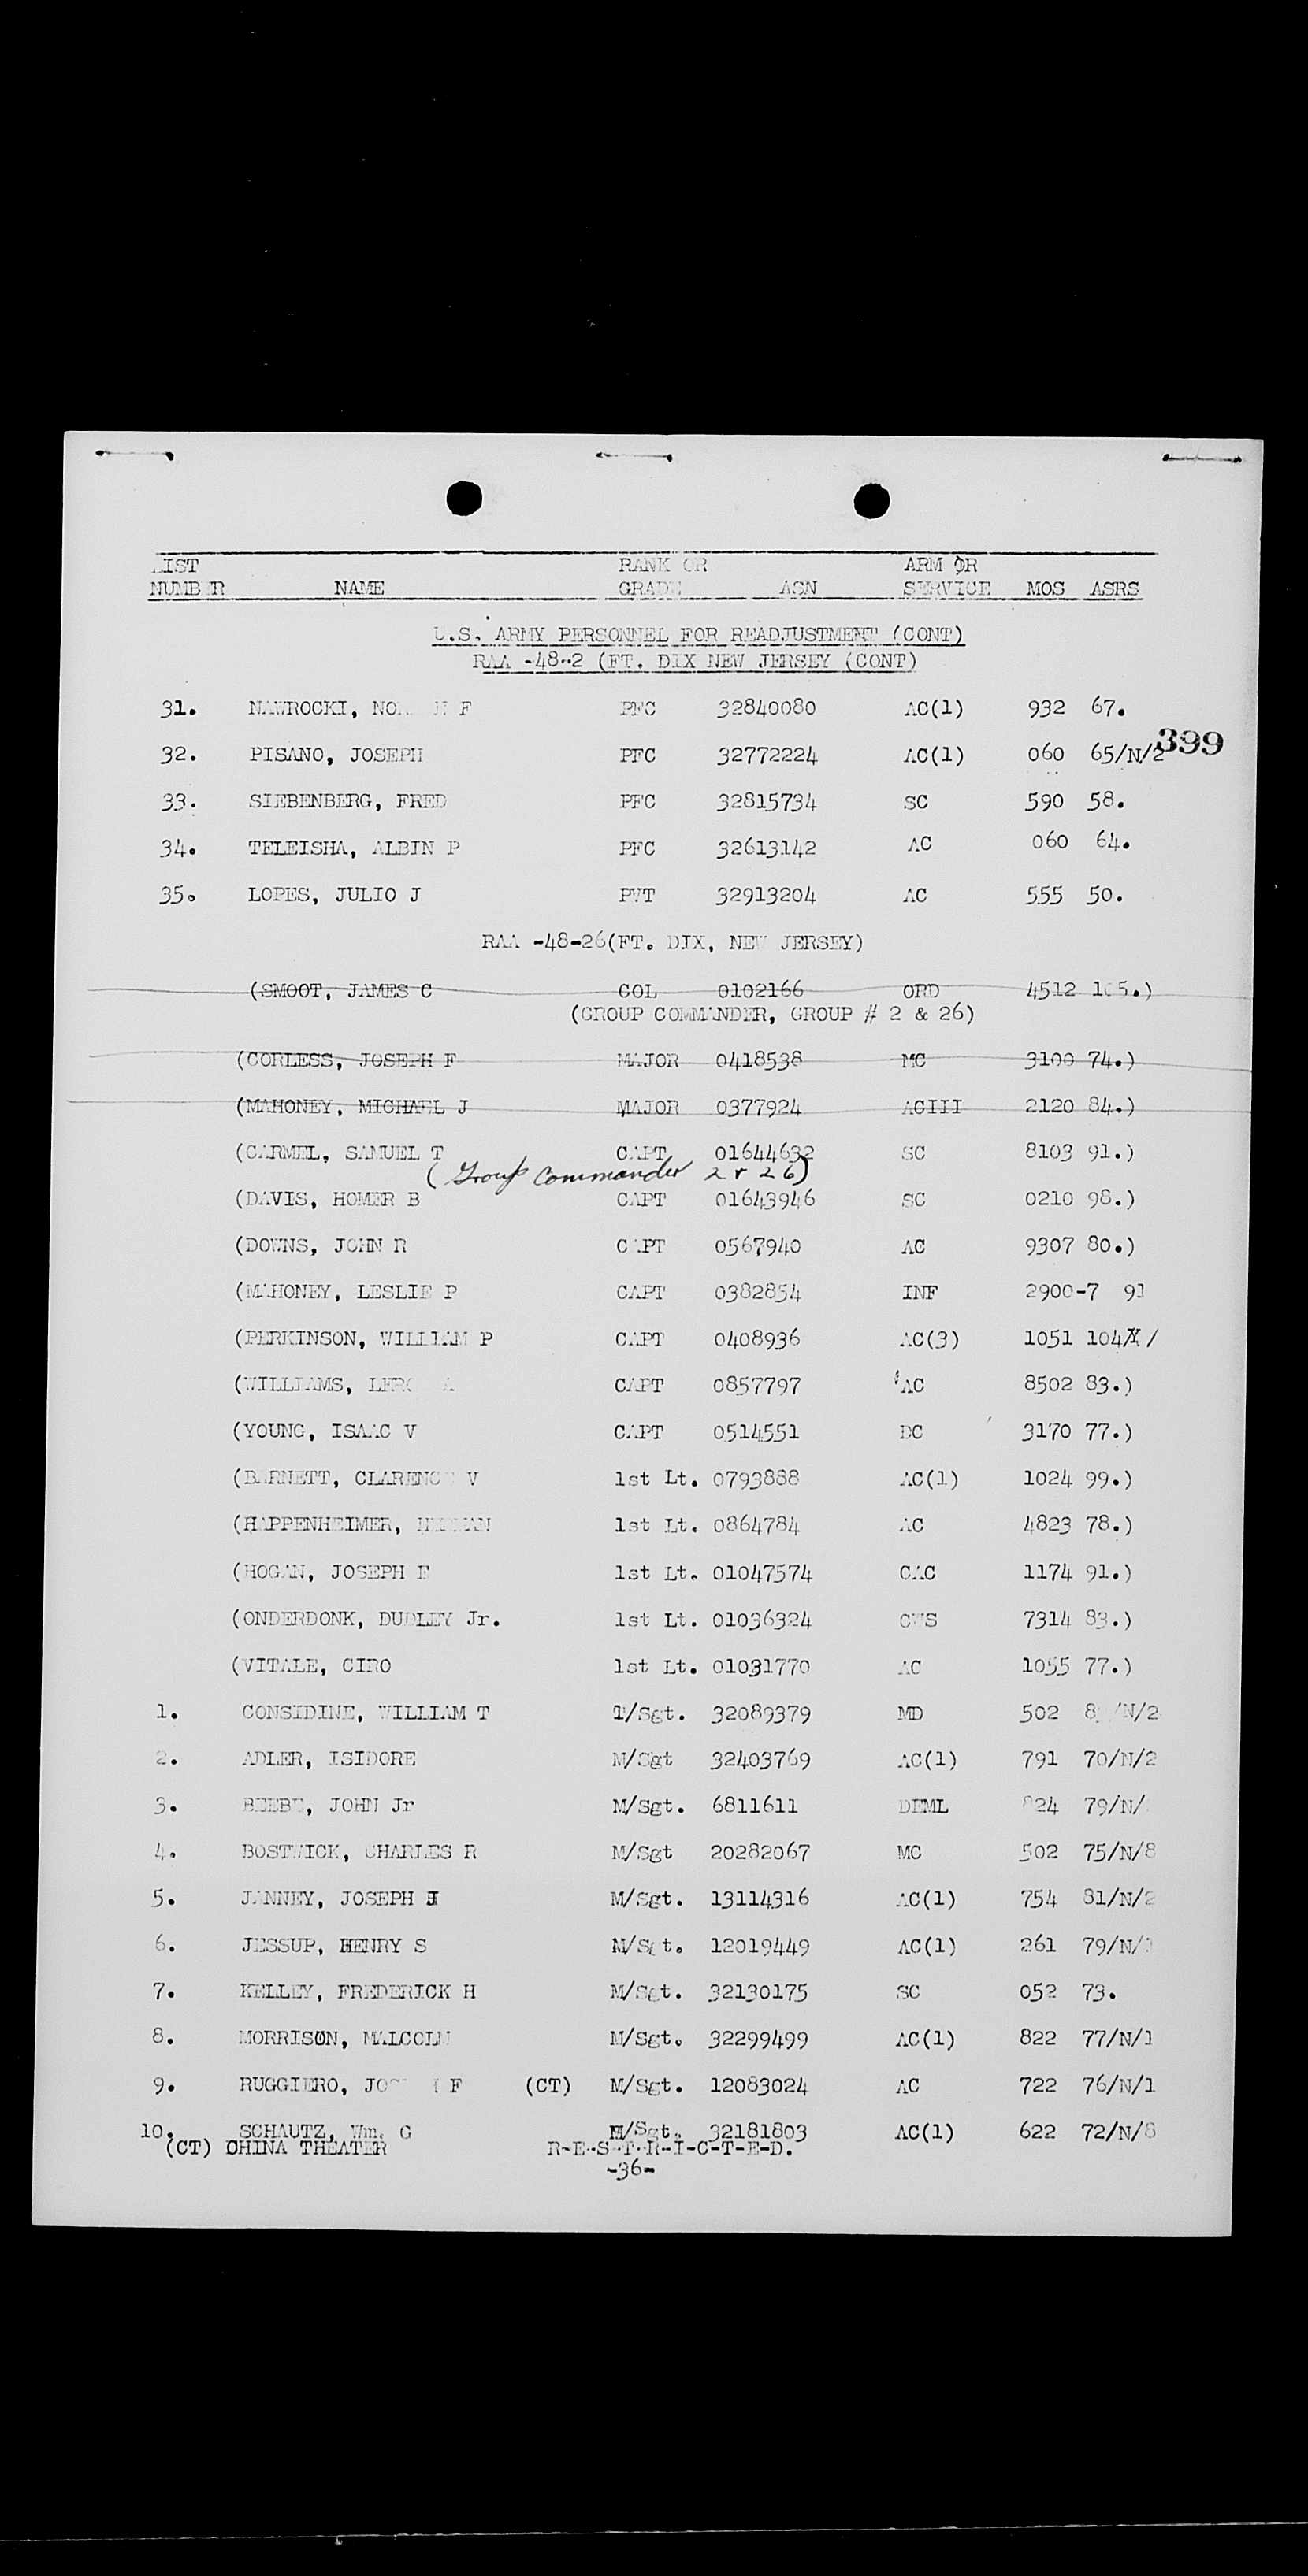 LIST RANK OR ARM OR
NUMBER NAME GRADE ASN SERVICE MOS ASRS
U.S. ARMY PERSONNEL FOR READJUSTMENT (CONT)
RAA -48-2 (FT. DIX NEW JERSEY (CONT)
31. NAWROCKI, F PFC 32840080 AC(1) 932 67.
399
32. PISANO, JOSEPH PFC 32772224 AC(1) 060 65/N/2
33. SIEBENBERG, FRED PFC 32815734 SC 590 58.
34. TELEISHA, ALBIN P PFC 32613142 AC 060 64.
35. LOPES, JULIO J PVT 32913204 AC 555 50.
RAA -48-26(FT. DIX, NEW JERSEY)
(SMOOT, JAMES C COL 0102166 ORD 4512 105.)
(GROUP COMMANDER, GROUP # 2 & 26)
(CORLESS, JOSEPH F MAJOR 0418538 MC 3100 74.)
(MAHONEY, MICHAEL J MAJOR 0377924 ACIII 2120 84.)
(CARMEL, SAMUEL T CAPT 01644632 SC 8103 91.)
(Group Commander 2 & 26)
(DAVIS, HOMER B CAPT 01643946 SC 0210 98.)
(DOWNS, JOHN R CAPT 0567940 AC 9307 80.)
(MAHONEY, LESLIE P CAPT 0382854 INF 2900-7 91
(PERKINSON, WILLIAM P CAPT 0408936 AC(3) 1051 104
(WILLIAMS, A CAPT 0857797 AC 8502 83.)
(YOUNG, ISAAC V CAPT 0514551 DC 3170 77.)
(BARNETT, CLARENCE V 1st Lt. 0793888 AC(1) 1024 99.)
(HAPPENHEIMER, 1st Lt. 0864784 AC 4823 78.)
(HOGAN, JOSEPH F 1st Lt. 01047574 CAC 1174 91.)
(ONDERDONK, DUDLEY Jr. 1st Lt. 01036324 CWS 7314 83.)
(VITALE, CIRO 1st Lt. 01031770 AC 1055 77.)
1. CONSIDINE, WILLIAM T T/Sgt. 32089379 MD 502
2. ADLER, ISIDORE M/Sgt 32403769 AC(1) 791 70/N/2
3. BEEBE, JOHN Jr M/Sgt. 6811611 DEML 824 79/N/
4. BOSTWICK, CHARLES R M/Sgt 20282067 MC 502 75/N/8
5. JANNEY, JOSEPH J M/Sgt. 13114316 AC(1) 754 81/N/2
6. JESSUP, HENRY S M/Sgt. 12019449 AC(1) 261 79/N/
7. KELLEY, FREDERICK H M/Sgt. 32130175 SC 052 73.
8. MORRISON, MALCOLM M/Sgt. 32299499 AC(1) 822 77/N/1
9. RUGGIERO, F (CT) M/Sgt. 12083024 AC 722 76/N/1
10. SCHAUTZ, Wm. G M/Sgt. 32181803 AC(1) 622 72/N/8
(CT) CHINA THEATER R-E-S-T-R-I-C-T-E-D.
-36-